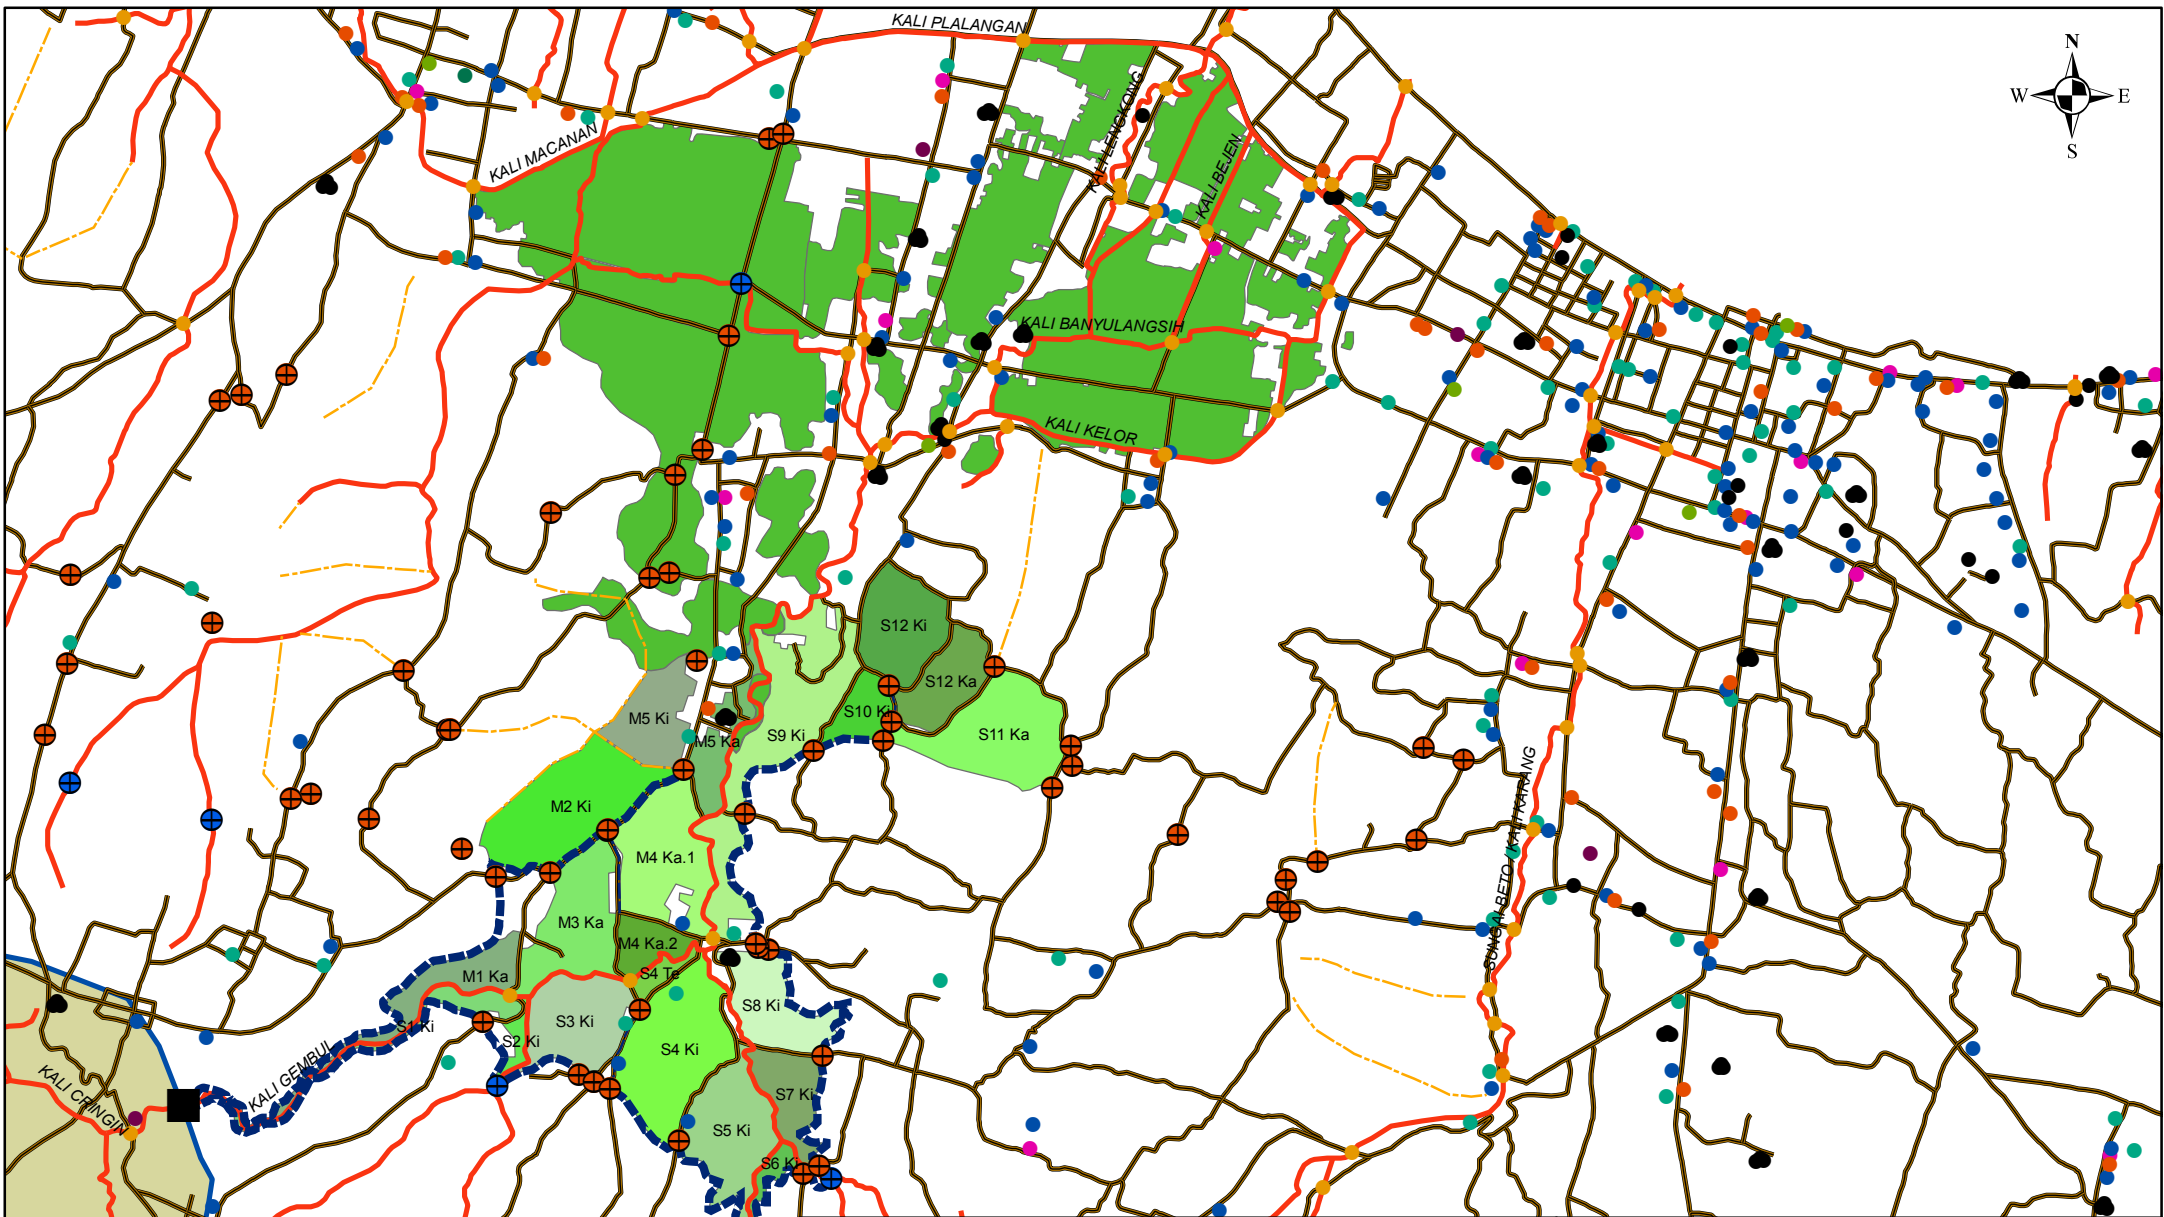 KALI PLALANGAN
N
W E
S
KALI MACANAN
KALI LENGKONG
KALI BEJEN
KALI BANYULANGSIH
KALI KELOR
S12 Ki
S12 Ka
M5 Ki
S10 Ki
M5 Ka
S9 Ki
S11 Ka
M2 Ki
M4 Ka.1
SUNGAI BETO / KALI KARANG
M3 Ka
M4 Ka.2
M1 Ka
S4 Te
S8 Ki
S1 Ki
S3 Ki
S2 Ki
S4 Ki
KALI GEMBUL
KALI CRINGIN
S7 Ki
S5 Ki
S6 Ki